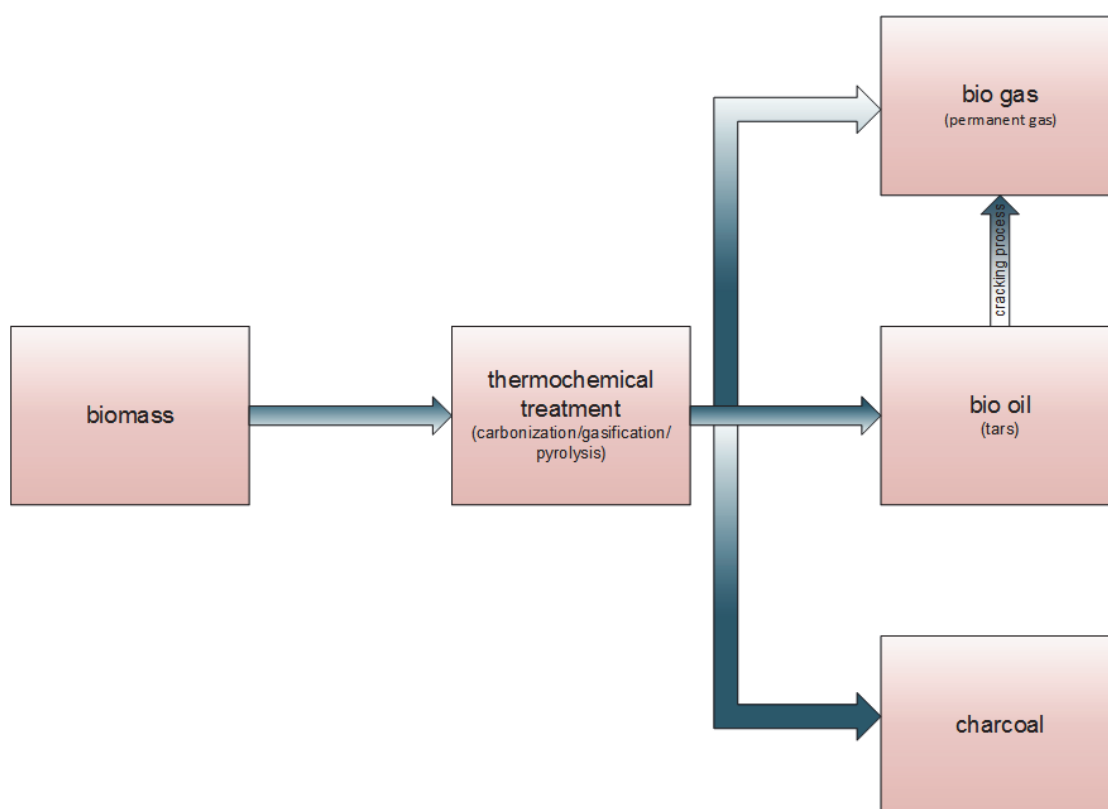 biomass
thermochemical
treatment
(carbonization/gasification/
pyrolysis)
bio gas
(permanent gas)
cracking process
bio oil
(tars)
charcoal